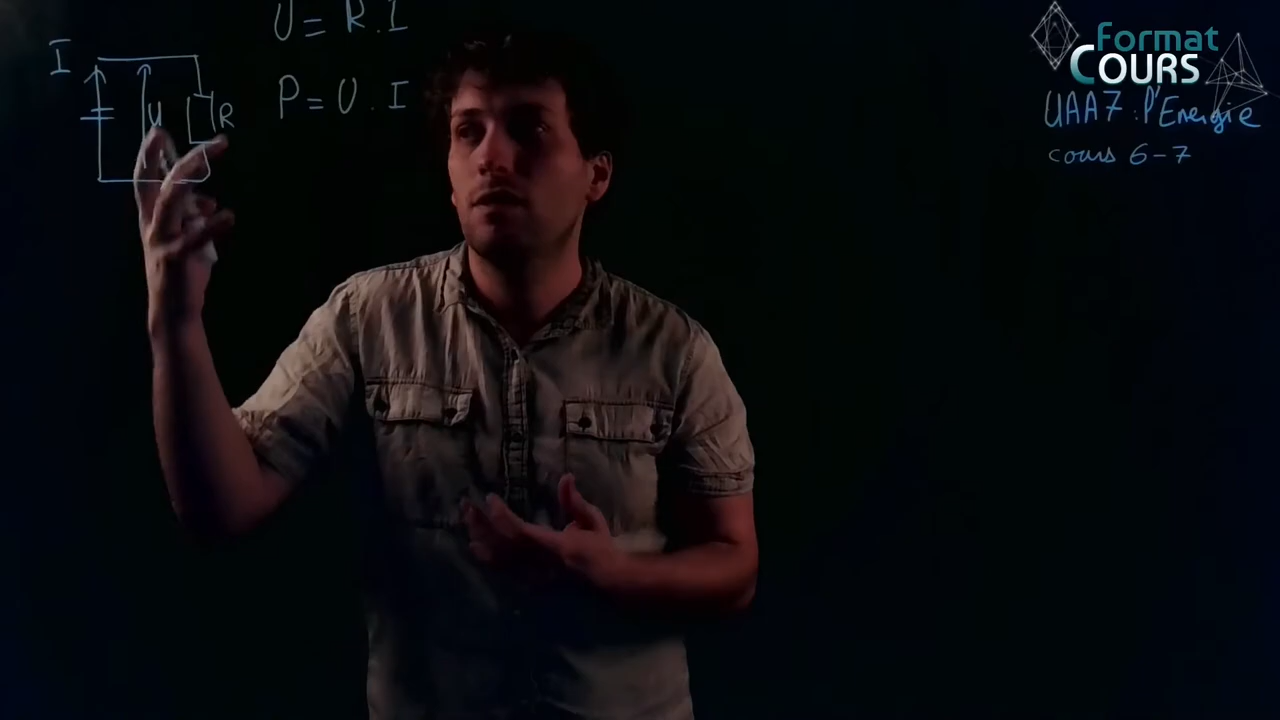 U = R . I
I
P = U . I
U
R
Format
COURS
UAA7 : l'Energie
cours 6-7